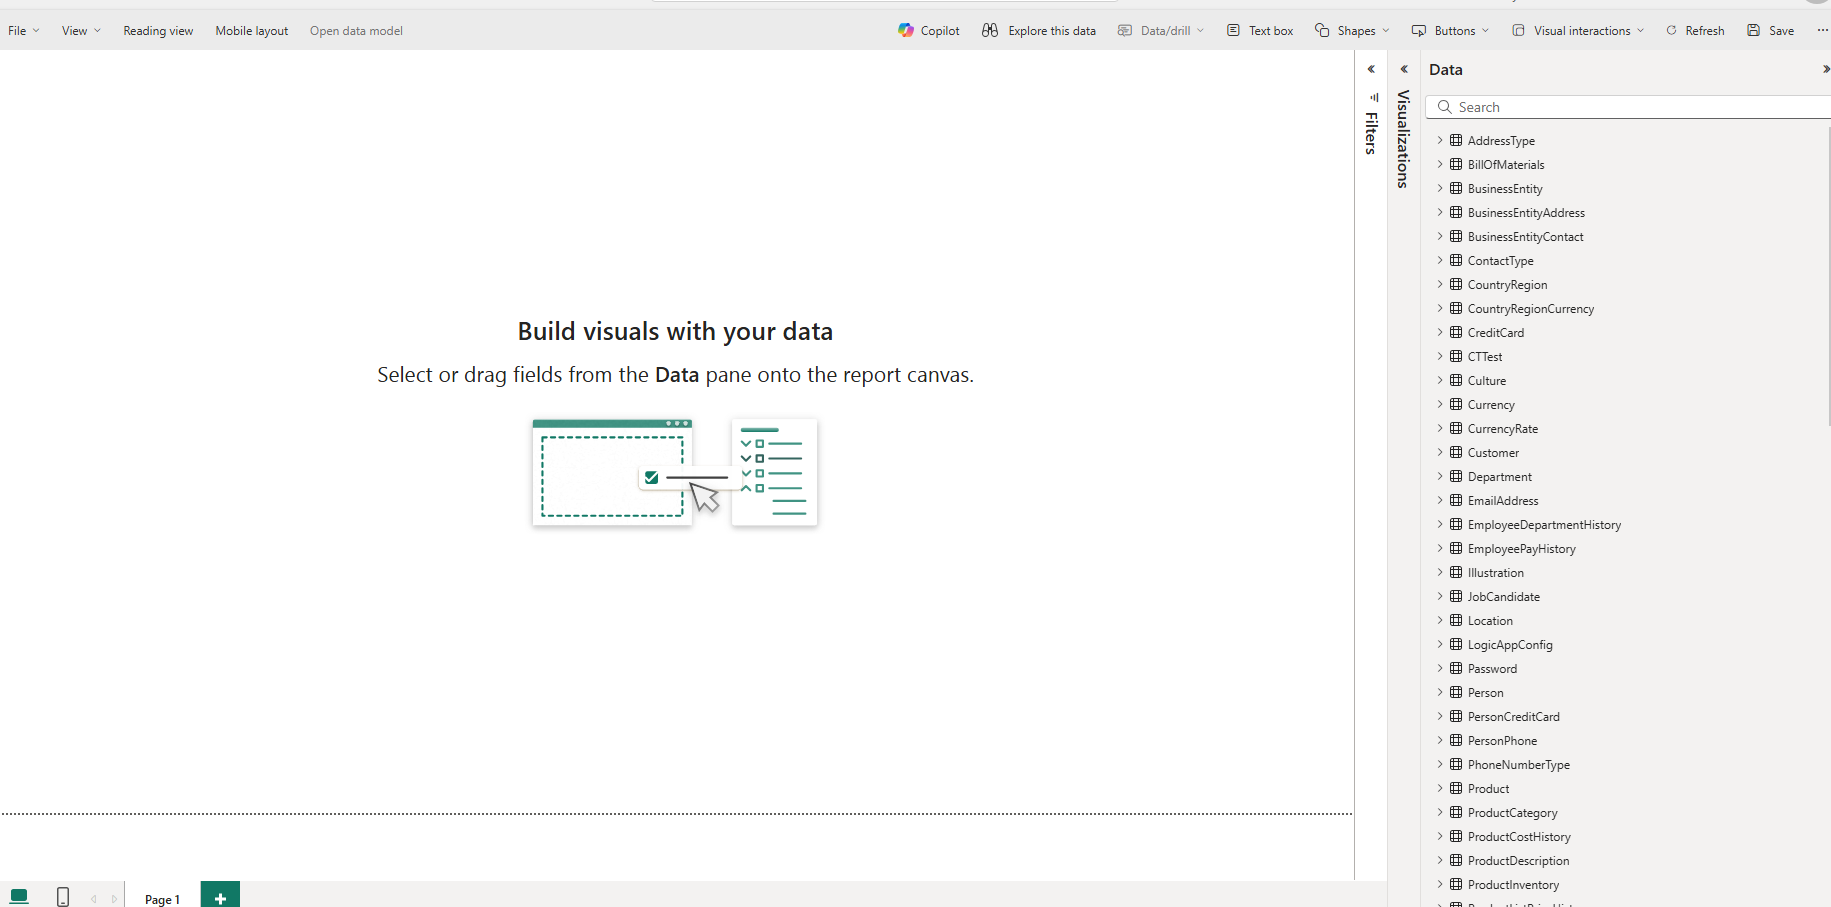 File View Reading view Mobile layout Open data model Copilot Explore this data Data/drill Text box Shapes Buttons Visual interactions Refresh Save ...
Filters
Visualizations
Data
Search
AddressType
BillOfMaterials
BusinessEntity
BusinessEntityAddress
BusinessEntityContact
ContactType
CountryRegion
CountryRegionCurrency
CreditCard
CTTest
Culture
Currency
CurrencyRate
Customer
Department
EmailAddress
EmployeeDepartmentHistory
EmployeePayHistory
Illustration
JobCandidate
Location
LogicAppConfig
Password
Person
PersonCreditCard
PersonPhone
PhoneNumberType
Product
ProductCategory
ProductCostHistory
ProductDescription
ProductInventory
Build visuals with your data
Select or drag fields from the Data pane onto the report canvas.
Page 1